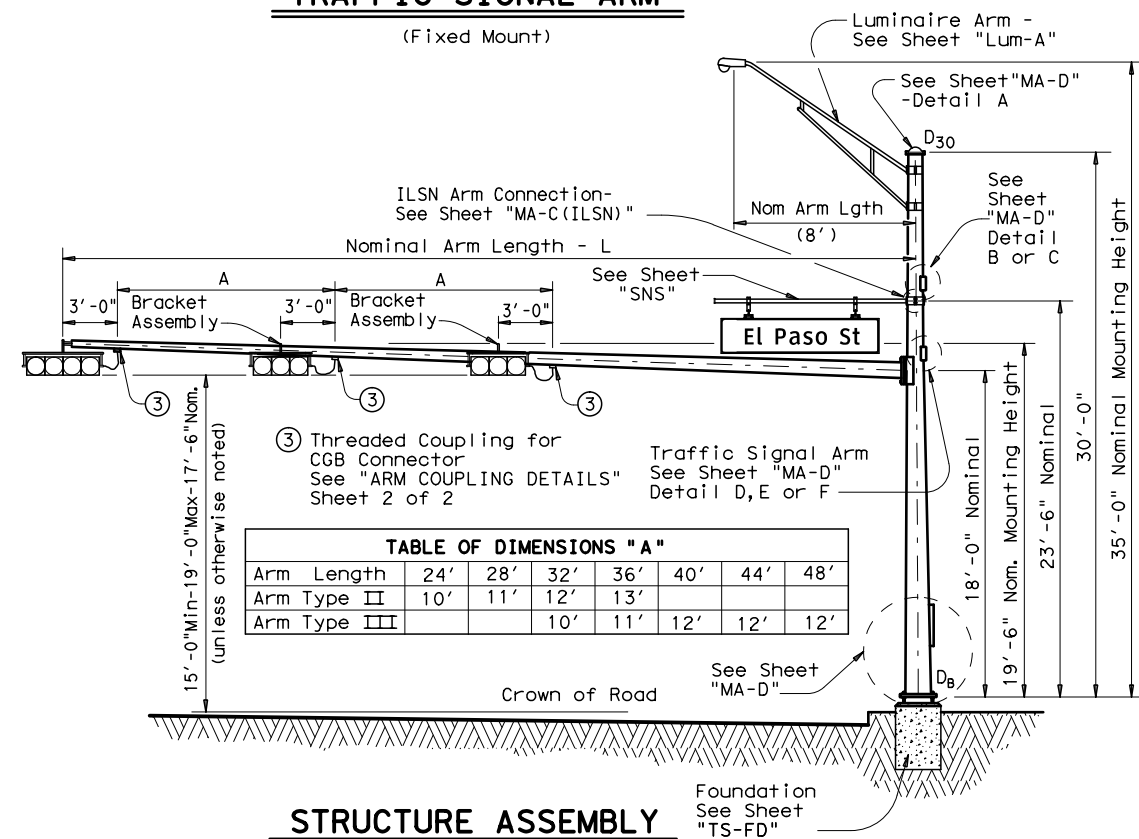 TRAFFIC SIGNAL ARM
(Fixed Mount)
Luminaire Arm -
See Sheet "Lum-A"
See Sheet"MA-D"
-Detail A
D30
See
Sheet
"MA-D"
Detail
B or C
ILSN Arm Connection-
See Sheet "MA-C(ILSN)"
Nom Arm Lgth
(8')
Nominal Arm Length - L
See Sheet
"SNS"
A
A
3'-0"
Bracket
Assembly
3'-0"
Bracket
Assembly
3'-0"
El Paso St
3
3
3
3 Threaded Coupling for
CGB Connector
See "ARM COUPLING DETAILS"
Sheet 2 of 2
Traffic Signal Arm
See Sheet "MA-D"
Detail D,E or F
15'-0"Min-19'-0"Max-17'-6"Nom.
(unless otherwise noted)
18'-0" Nominal
19'-6" Nom. Mounting Height
23'-6" Nominal
30'-0"
35'-0" Nominal Mounting Height
TABLE OF DIMENSIONS "A"
Arm Length 24' 28' 32' 36' 40' 44' 48'
Arm Type II 10' 11' 12' 13'
Arm Type III 10' 11' 12' 12' 12'
See Sheet
"MA-D"
DB
Crown of Road
Foundation
See Sheet
"TS-FD"
STRUCTURE ASSEMBLY